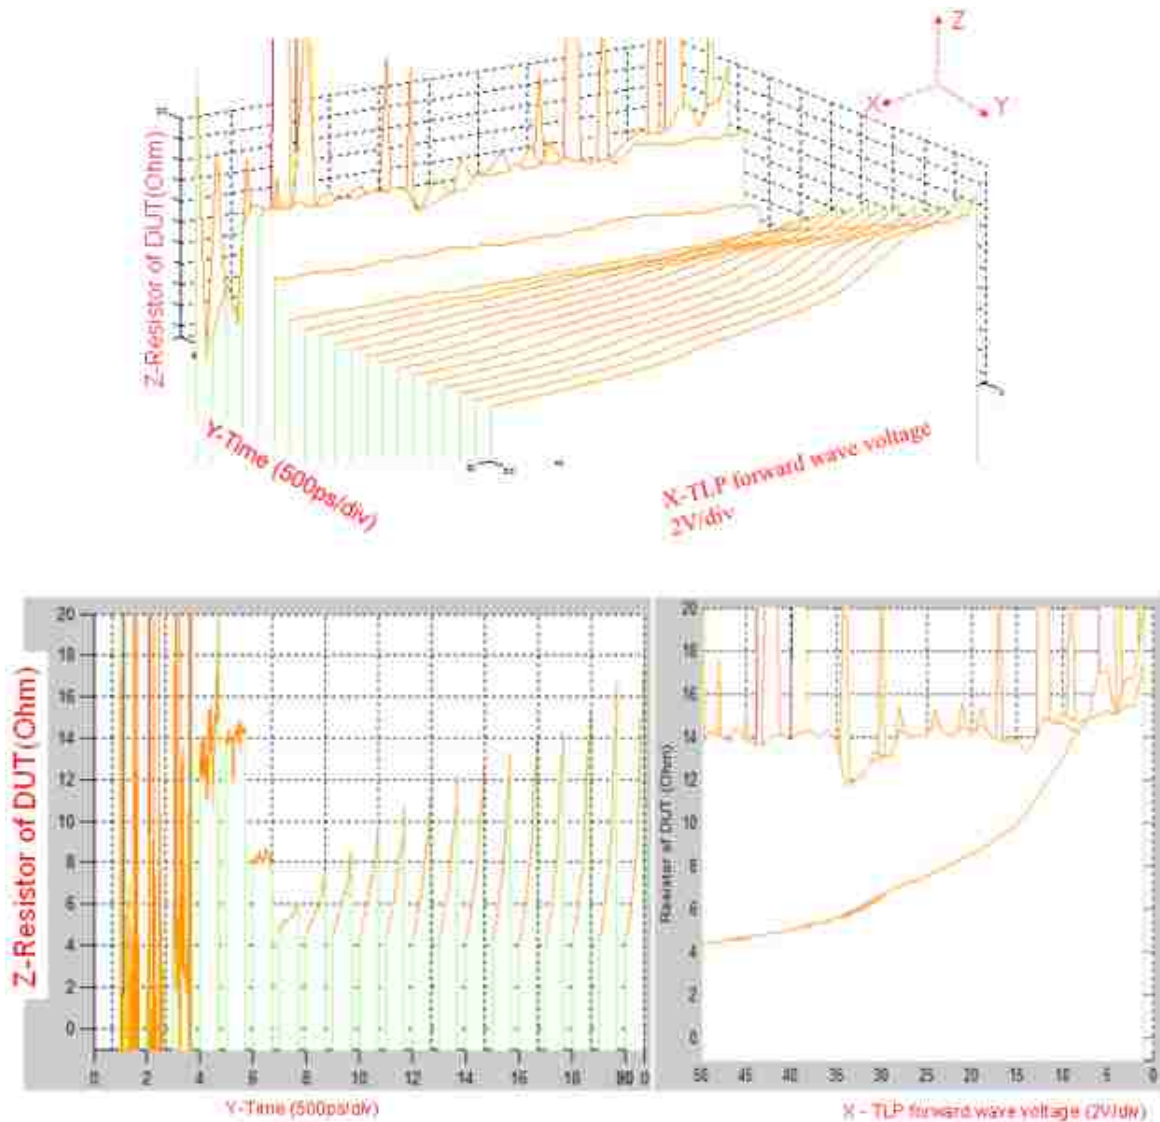 Z
X
Y
Z-Resistor of DUT(Ohm)
Y-Time (500ps/div)
X-TLP forward wave voltage
2V/div
Z-Resistor of DUT(Ohm)
20
18
16
14
12
10
8
6
4
2
0
0 2 4 6 8 10 12 14 16 18
Y-Time (500ps/div)
Resistor of DUT (Ohm)
20
18
16
14
12
10
8
6
4
2
0
50 45 40 35 30 25 20 15 10 5 0
X - TLP forward wave voltage (2V/div)